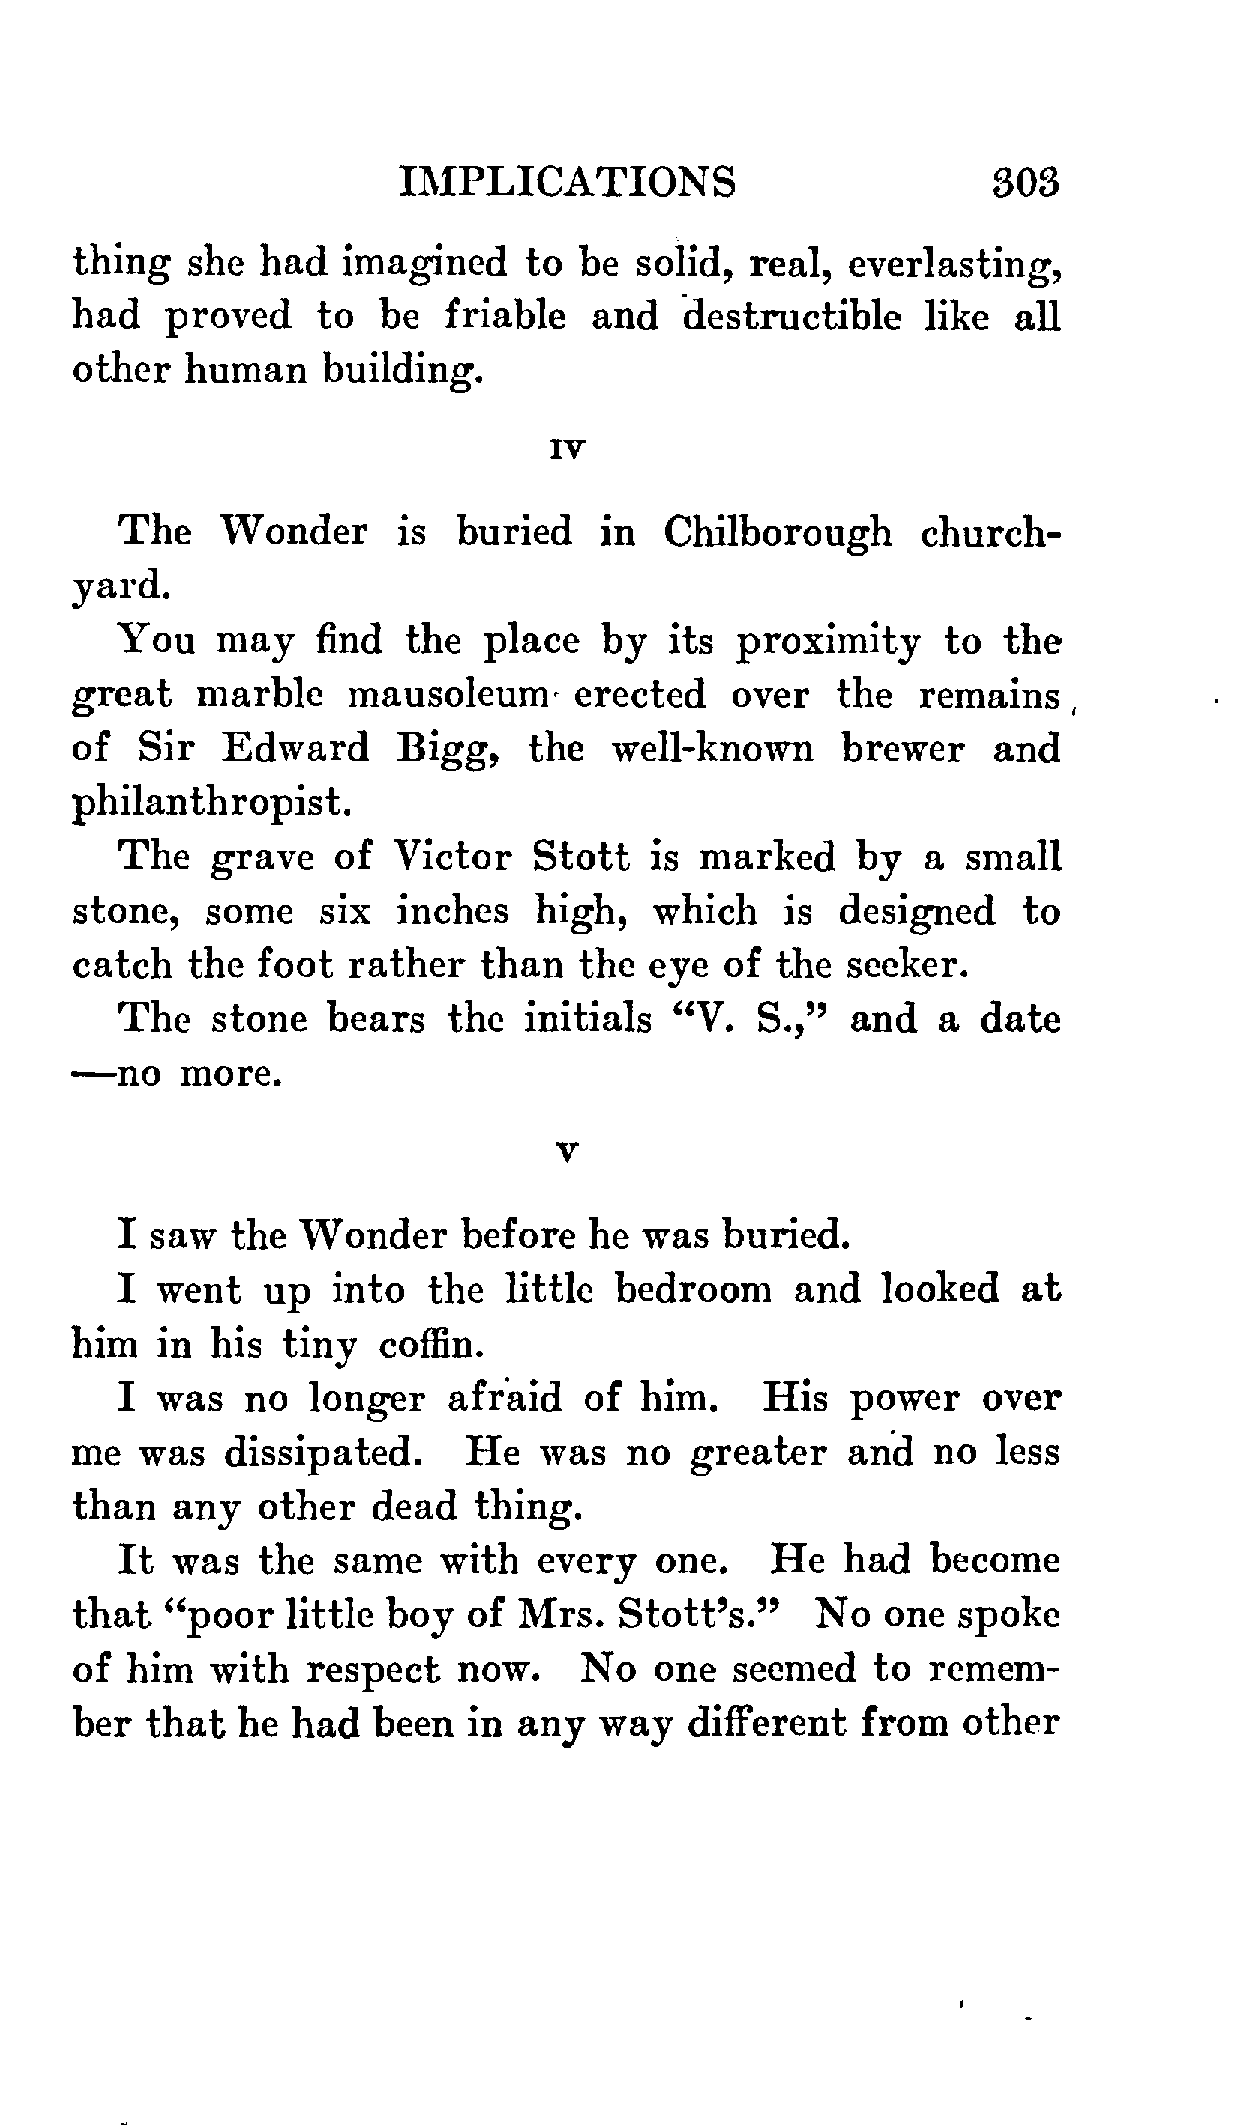 IMPLICATIONS 303
thing she had imagined to be solid, real, everlasting,
had proved to be friable and destructible like all
other human building.
IV
The Wonder is buried in Chilborough church-
yard.
You may find the place by its proximity to the
great marble mausoleum erected over the remains
of Sir Edward Bigg, the well-known brewer and
philanthropist.
The grave of Victor Stott is marked by a small
stone, some six inches high, which is designed to
catch the foot rather than the eye of the seeker.
The stone bears the initials “V. S.,” and a date
—no more.
V
I saw the Wonder before he was buried.
I went up into the little bedroom and looked at
him in his tiny coffin.
I was no longer afraid of him. His power over
me was dissipated. He was no greater and no less
than any other dead thing.
It was the same with every one. He had become
that “poor little boy of Mrs. Stott’s.” No one spoke
of him with respect now. No one seemed to remem-
ber that he had been in any way different from other